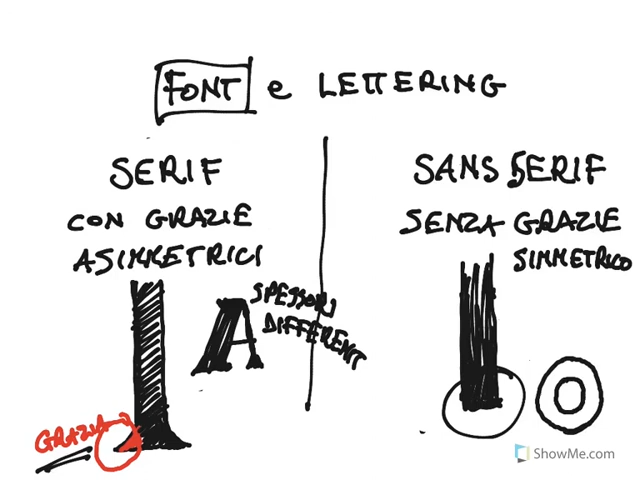 FONT e LETTERING
SERIF
CON GRAZIE
ASIMMETRICI
SPESSORI
DIFFERENTI
GRAZIA
SANS SERIF
SENZA GRAZIE
SIMMETRICO
ShowMe.com